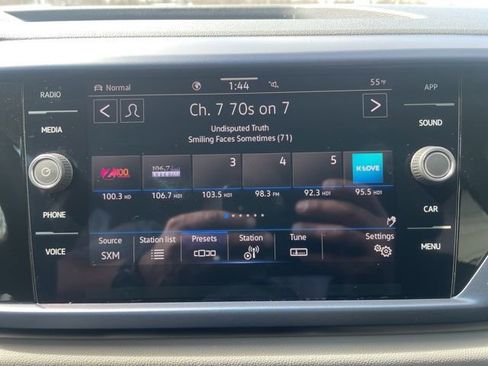 RADIO
MEDIA
PHONE
VOICE
Normal
1:44
55 °F
Ch. 7 70s on 7
Undisputed Truth
Smiling Faces Sometimes (71)
Z100
3
4
5
K-LOVE
100.3 HD
106.7 HD1
103.5 HD1
98.3 FM
92.3 HD1
95.5 HD1
Source
SXM
Station list
Presets
Station
Tune
Settings
APP
SOUND
CAR
MENU